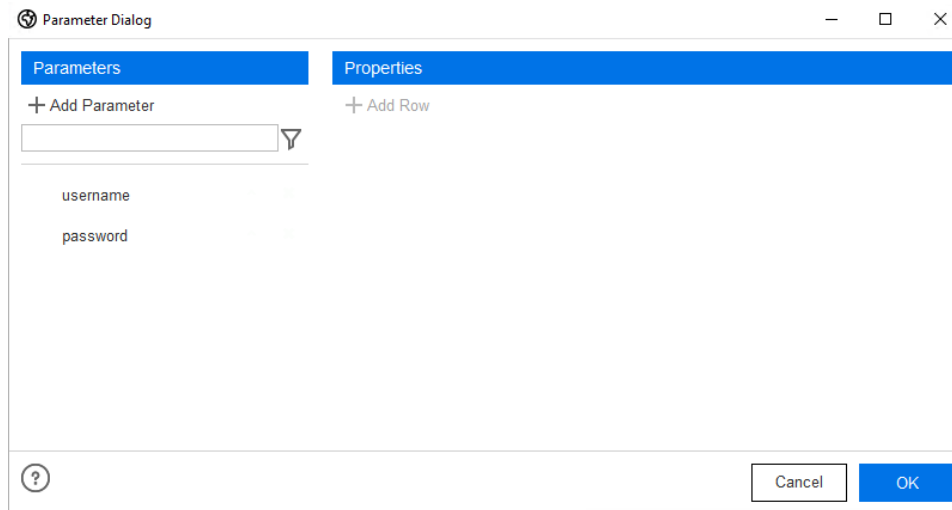 Parameter Dialog
Parameters
Properties
Add Parameter
Add Row
username
password
?
Cancel
OK